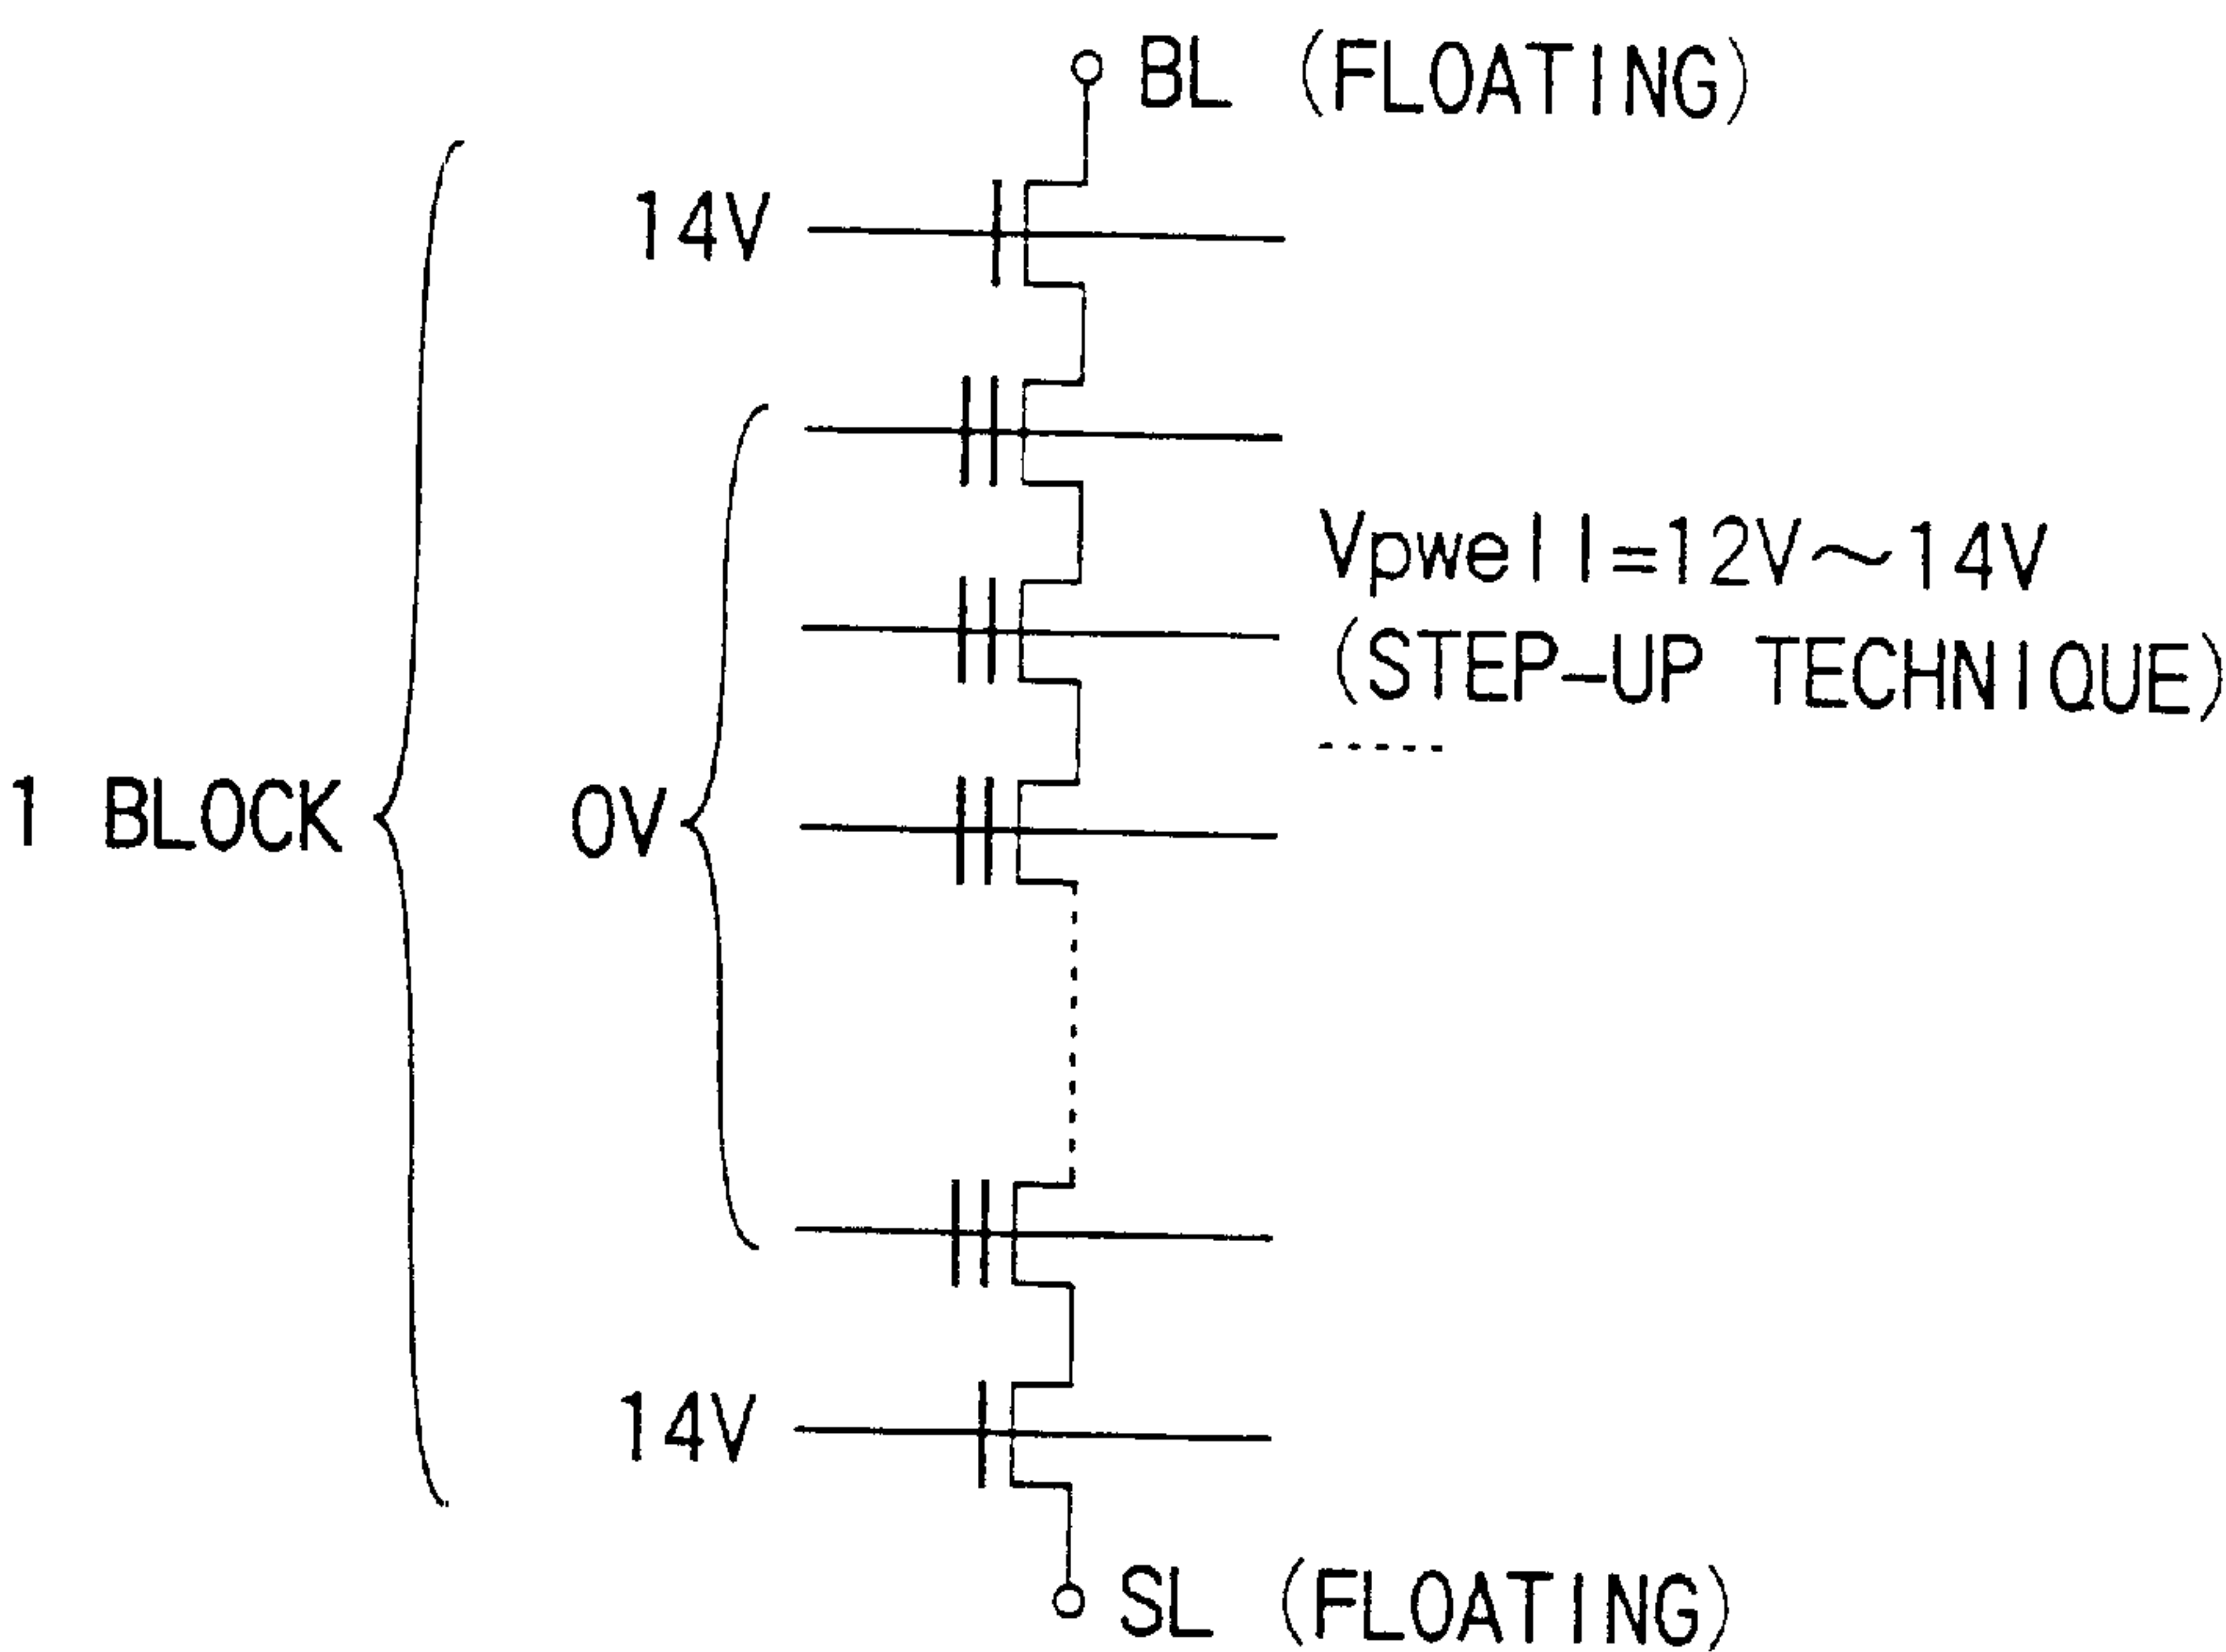 BL (FLOATING)
14V
Vpwell=12V～14V
(STEP-UP TECHNIQUE)
1 BLOCK
0V
14V
SL (FLOATING)